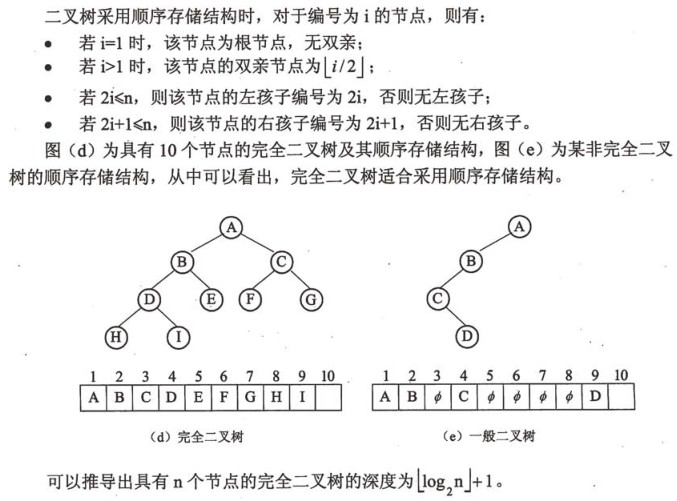 二叉树采用顺序存储结构时，对于编号为 i 的节点，则有：
• 若 i=1 时，该节点为根节点，无双亲；
• 若 i>1 时，该节点的双亲节点为⌊i/2⌋；
• 若 2i≤n，则该节点的左孩子编号为 2i，否则无左孩子；
• 若 2i+1≤n，则该节点的右孩子编号为 2i+1，否则无右孩子。
图（d）为具有 10 个节点的完全二叉树及其顺序存储结构，图（e）为某非完全二叉
树的顺序存储结构，从中可以看出，完全二叉树适合采用顺序存储结构。
A
B C
D E F G
H I
1 2 3 4 5 6 7 8 9 10
A B C D E F G H I
（d）完全二叉树
A
B
C
D
1 2 3 4 5 6 7 8 9 10
A B ϕ C ϕ ϕ ϕ ϕ D
（e）一般二叉树
可以推导出具有 n 个节点的完全二叉树的深度为⌊log₂n⌋+1。